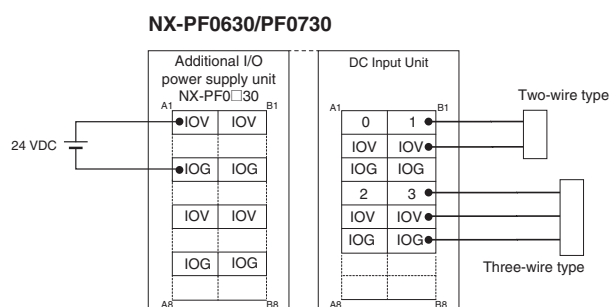 NX-PF0630/PF0730
Additional I/O
power supply unit
NX-PF0□30
DC Input Unit
A1 B1
A1 B1
Two-wire type
IOV IOV
0 1
24 VDC
IOV IOV
IOG IOG
IOG IOG
2 3
IOV IOV
IOV IOV
IOG IOG
IOG IOG
Three-wire type
A8 B8
A8 B8